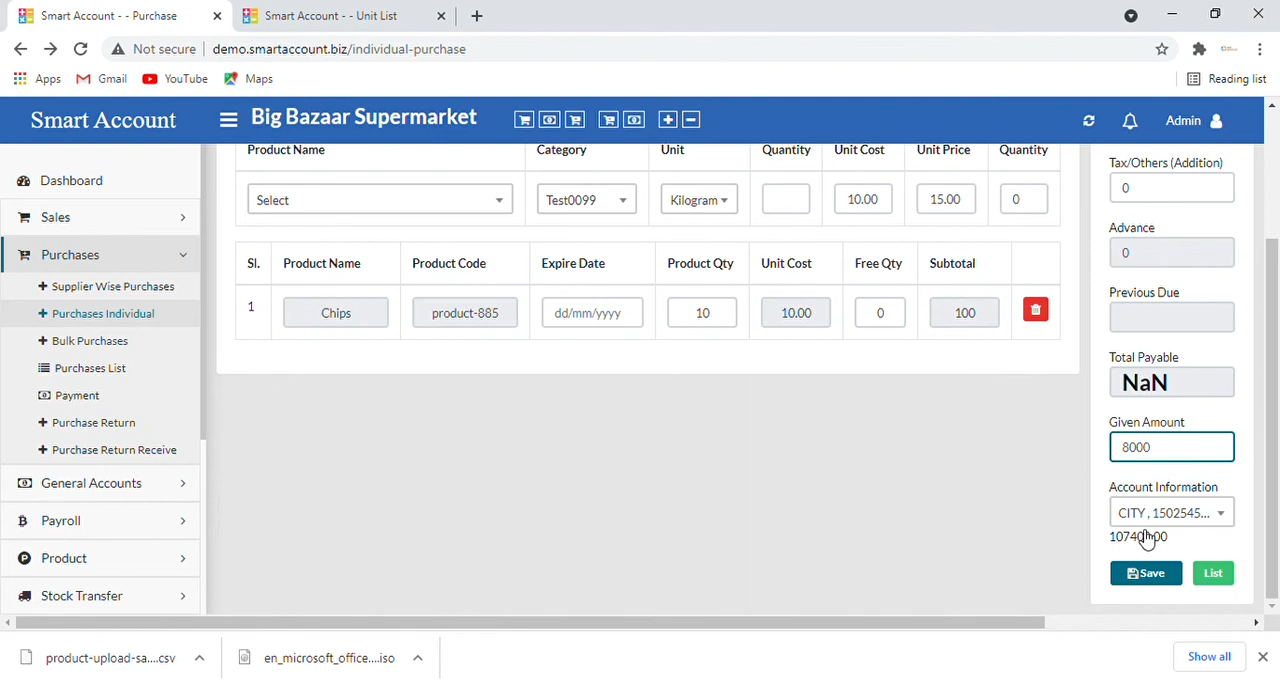 Smart Account - - Purchase
Smart Account - - Unit List
Not secure
demo.smartaccount.biz/individual-purchase
Apps
Gmail
YouTube
Maps
Reading list
Smart Account
Big Bazaar Supermarket
Admin
Dashboard
Sales
Purchases
Supplier Wise Purchases
Purchases Individual
Bulk Purchases
Purchases List
Payment
Purchase Return
Purchase Return Receive
General Accounts
Payroll
Product
Stock Transfer
Product Name Category Unit Quantity Unit Cost Unit Price Quantity
Select Test0099 Kilogram 10.00 15.00 0
Sl. Product Name Product Code Expire Date Product Qty Unit Cost Free Qty Subtotal
1 Chips product-885 dd/mm/yyyy 10 10.00 0 100
Tax/Others (Addition)
0
Advance
0
Previous Due
Total Payable
NaN
Given Amount
8000
Account Information
CITY , 1502545...
Save
List
product-upload-sa....csv
en_microsoft_office....iso
Show all